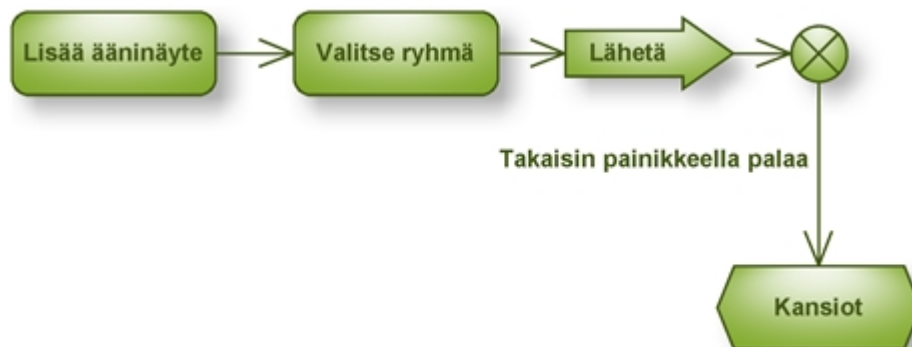 Lisää ääninäyte
Valitse ryhmä
Lähetä
Takaisin painikkeella palaa
Kansiot